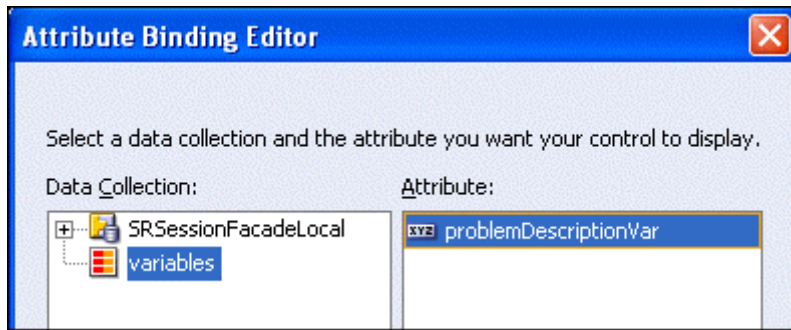 Attribute Binding Editor
Select a data collection and the attribute you want your control to display.
Data Collection:
Attribute:
SRSessionFacadeLocal
variables
xyz problemDescriptionVar